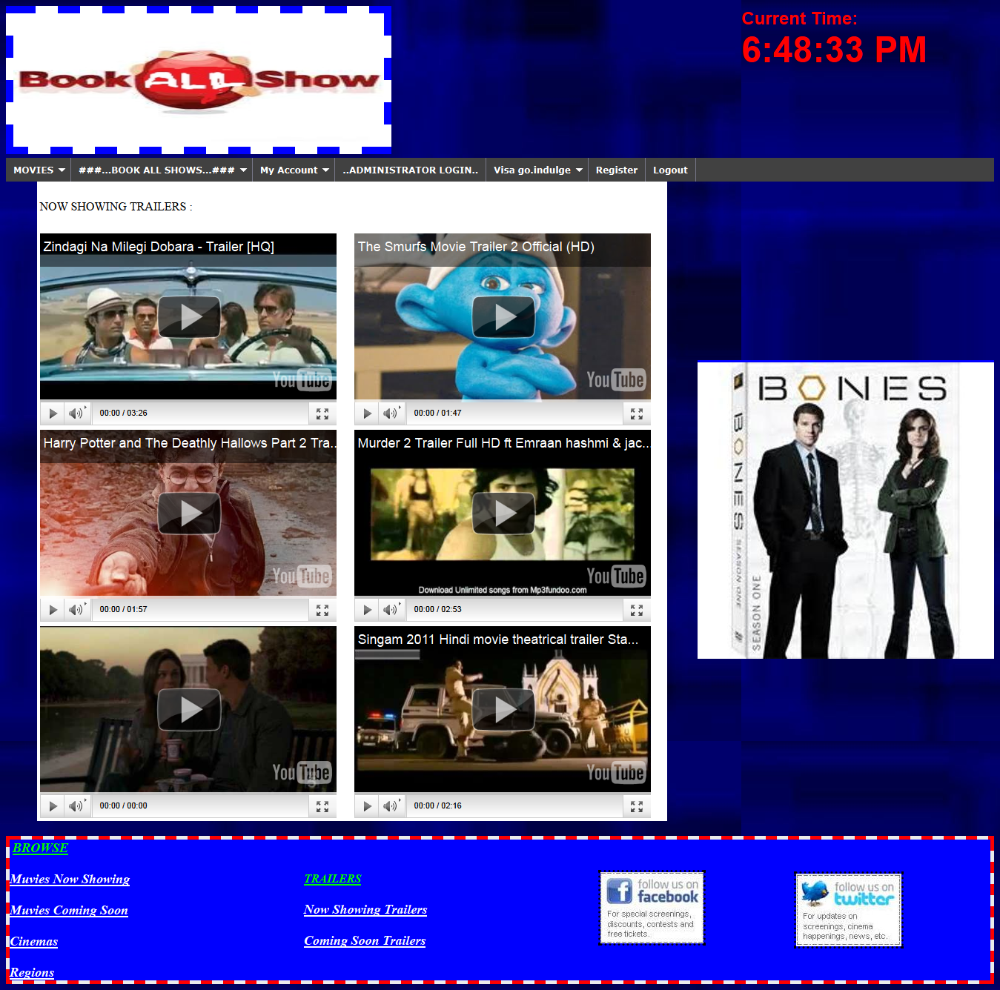 Book ALL Show
Current Time:
6:48:33 PM
MOVIES
###...BOOK ALL SHOWS...###
My Account
..ADMINISTRATOR LOGIN..
Visa go.indulge
Register
Logout
NOW SHOWING TRAILERS :
Zindagi Na Milegi Dobara - Trailer [HQ]
YouTube
00:00 / 03:26
The Smurfs Movie Trailer 2 Official (HD)
YouTube
00:00 / 01:47
Harry Potter and The Deathly Hallows Part 2 Tra...
YouTube
00:00 / 01:57
Murder 2 Trailer Full HD ft Emraan hashmi & jac...
YouTube
Download Unlimited songs from Mp3fundoo.com
00:00 / 02:53
YouTube
00:00 / 00:00
Singam 2011 Hindi movie theatrical trailer Sta...
YouTube
00:00 / 02:16
BONES
BONES
SEASON ONE
SEASON ONE
BROWSE
Muvies Now Showing
Muvies Coming Soon
Cinemas
Regions
TRAILERS
Now Showing Trailers
Coming Soon Trailers
follow us on
facebook
For special screenings,
discounts, contests and
free tickets.
follow us on
twitter
For updates on
screenings, cinema
happenings, news, etc.